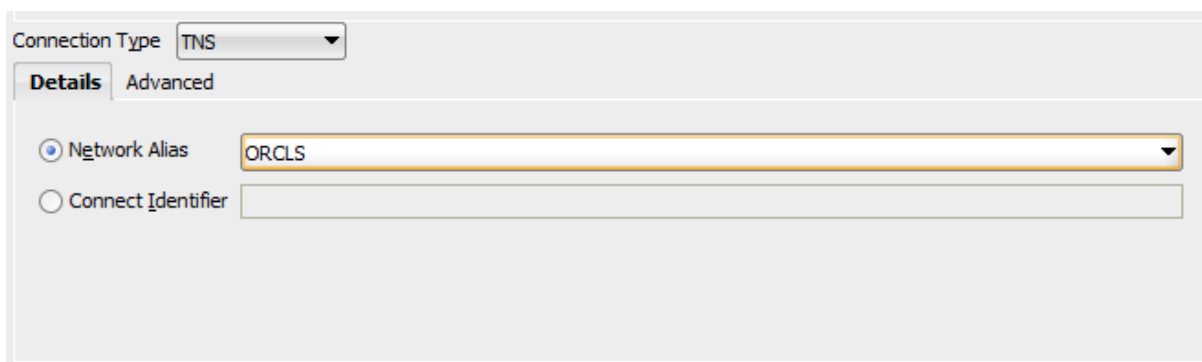 Connection Type TNS
Details Advanced
Network Alias ORCLS
Connect Identifier